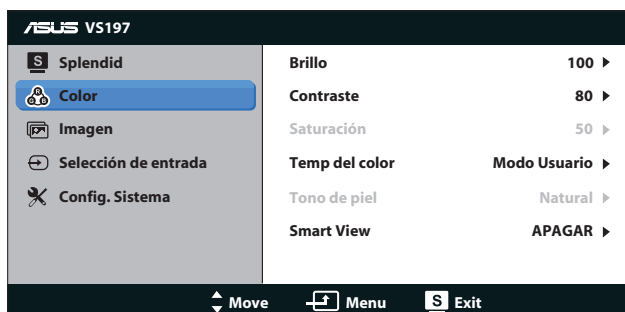 ASUS VS197
S Splendid
Color
Imagen
Selección de entrada
Config. Sistema
Brillo 100
Contraste 80
Saturación 50
Temp del color Modo Usuario
Tono de piel Natural
Smart View APAGAR
Move Menu S Exit